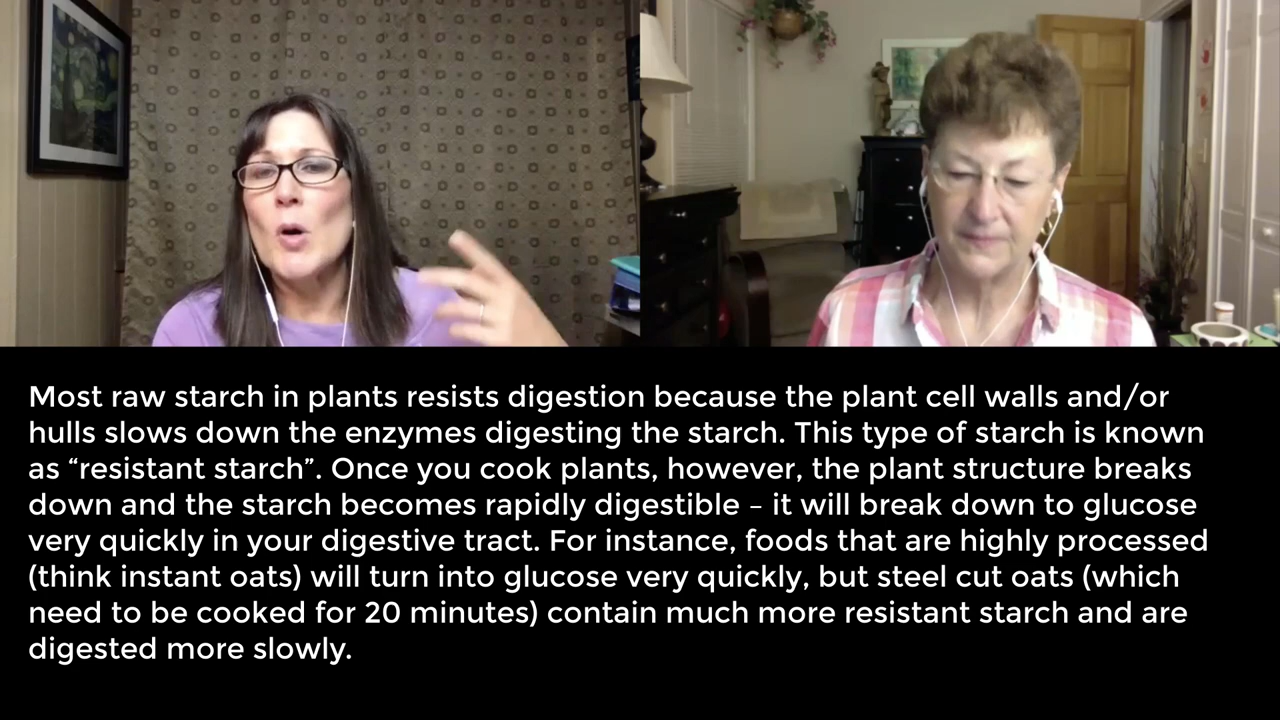 Most raw starch in plants resists digestion because the plant cell walls and/or
hulls slows down the enzymes digesting the starch. This type of starch is known
as “resistant starch”. Once you cook plants, however, the plant structure breaks
down and the starch becomes rapidly digestible – it will break down to glucose
very quickly in your digestive tract. For instance, foods that are highly processed
(think instant oats) will turn into glucose very quickly, but steel cut oats (which
need to be cooked for 20 minutes) contain much more resistant starch and are
digested more slowly.